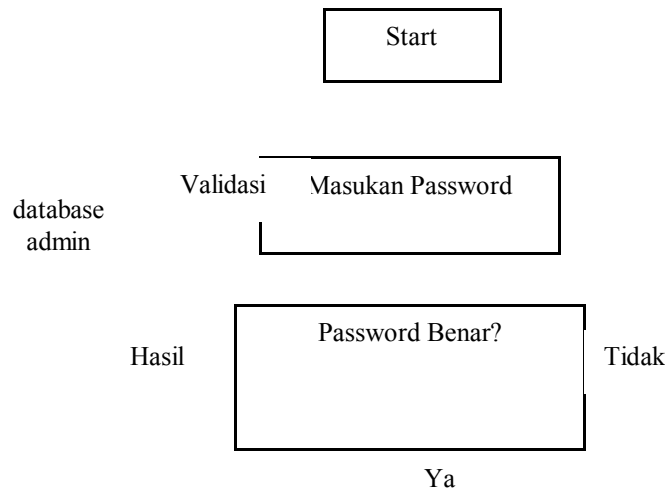 Start
Validasi
Masukan Password
database
admin
Password Benar?
Hasil
Tidak
Ya